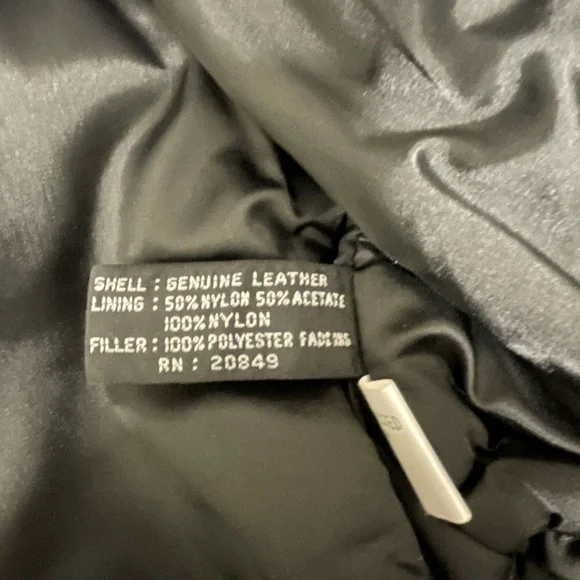 SHELL : GENUINE LEATHER
LINING : 50% NYLON 50% ACETATE
100% NYLON
FILLER : 100% POLYESTER
RN : 20849